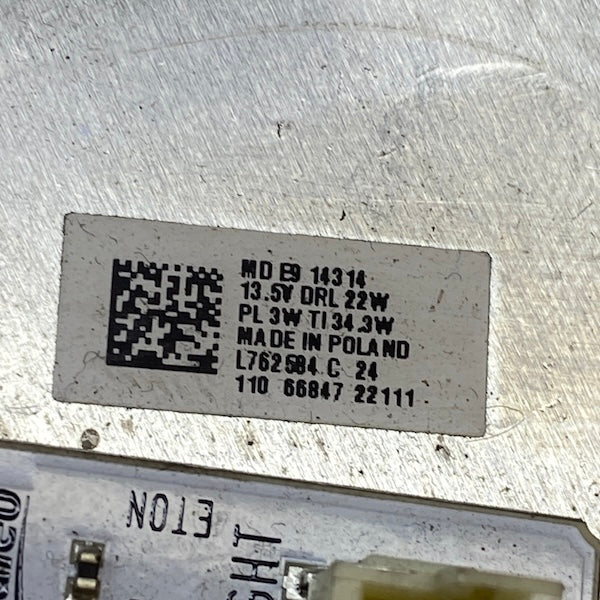 MD E9 14314
13.5V DRL 22W
PL 3W TI 34.3W
MADE IN POLAND
L762584 C 24
110 66847 22111
ETON